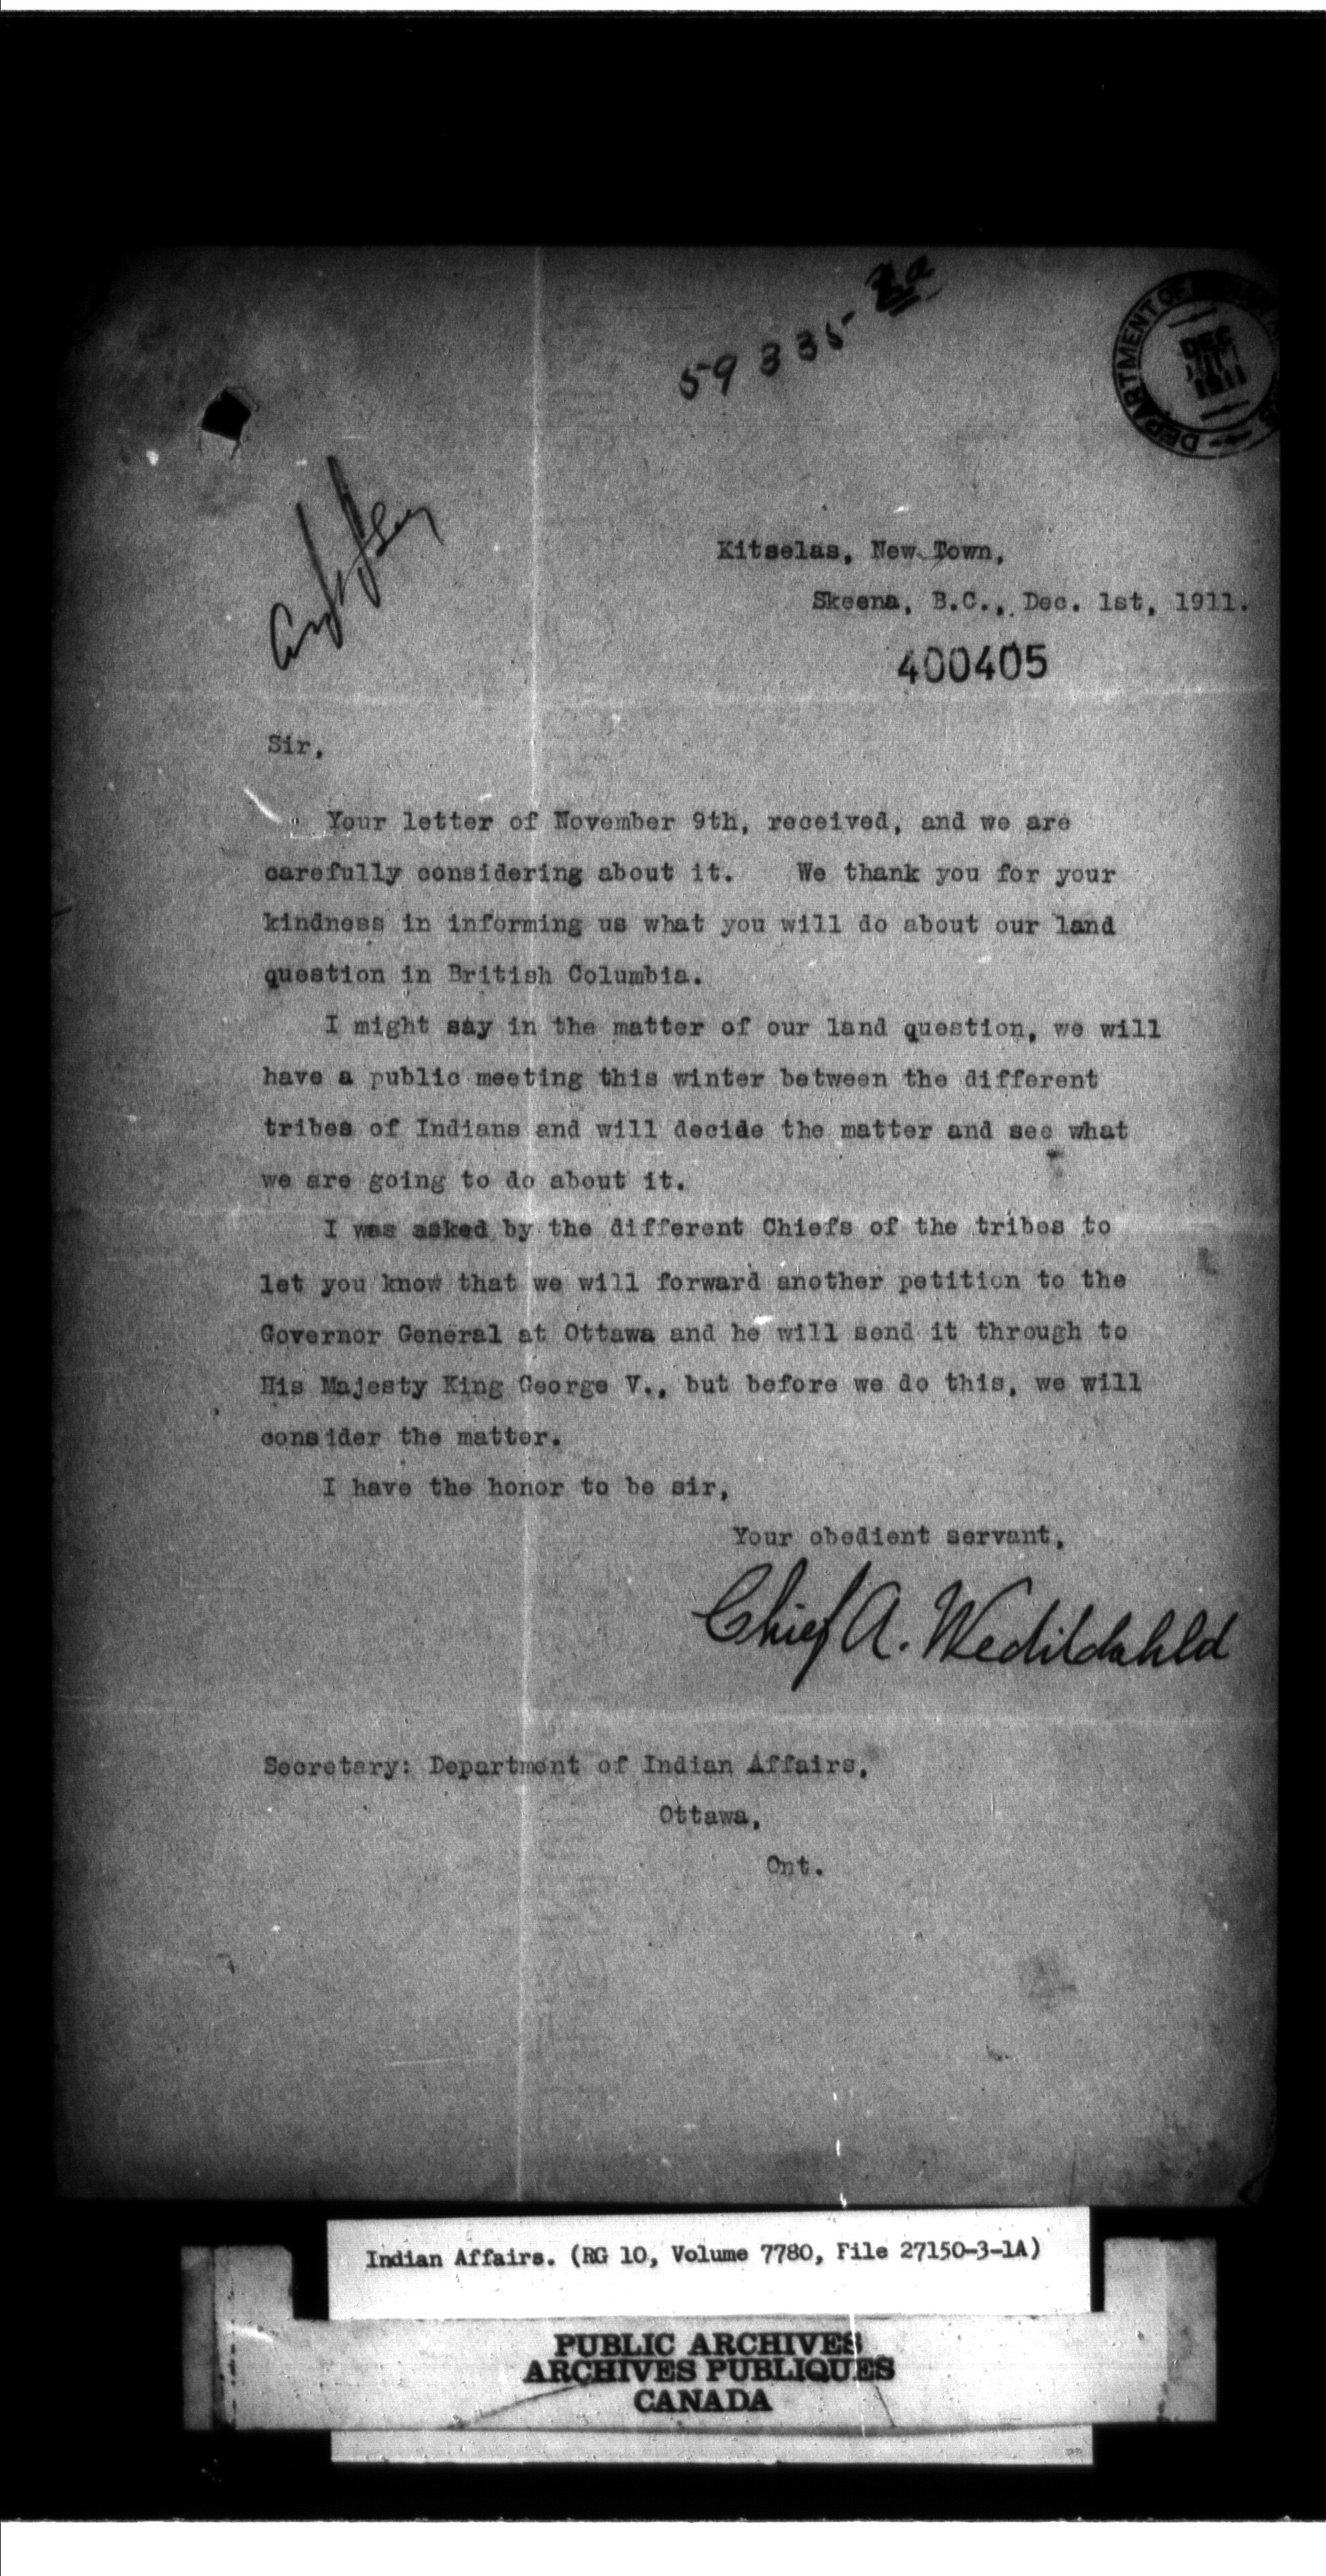 59335
DEPARTMENT OF INDIAN
DEC
1911
Kitselas, New Town,
Skeena, B.C., Dec. 1st, 1911.
400405
Sir,
Your letter of November 9th, received, and we are
carefully considering about it. We thank you for your
kindness in informing us what you will do about our land
question in British Columbia.
I might say in the matter of our land question, we will
have a public meeting this winter between the different
tribes of Indians and will decide the matter and see what
we are going to do about it.
I was asked by the different Chiefs of the tribes to
let you know that we will forward another petition to the
Governor General at Ottawa and he will send it through to
His Majesty King George V., but before we do this, we will
consider the matter.
I have the honor to be sir,
Your obedient servant,
Chief A. Wedildahld
Secretary: Department of Indian Affairs,
Ottawa,
Ont.
Indian Affairs. (RG 10, Volume 7780, File 27150-3-1A)
PUBLIC ARCHIVES
ARCHIVES PUBLIQUES
CANADA